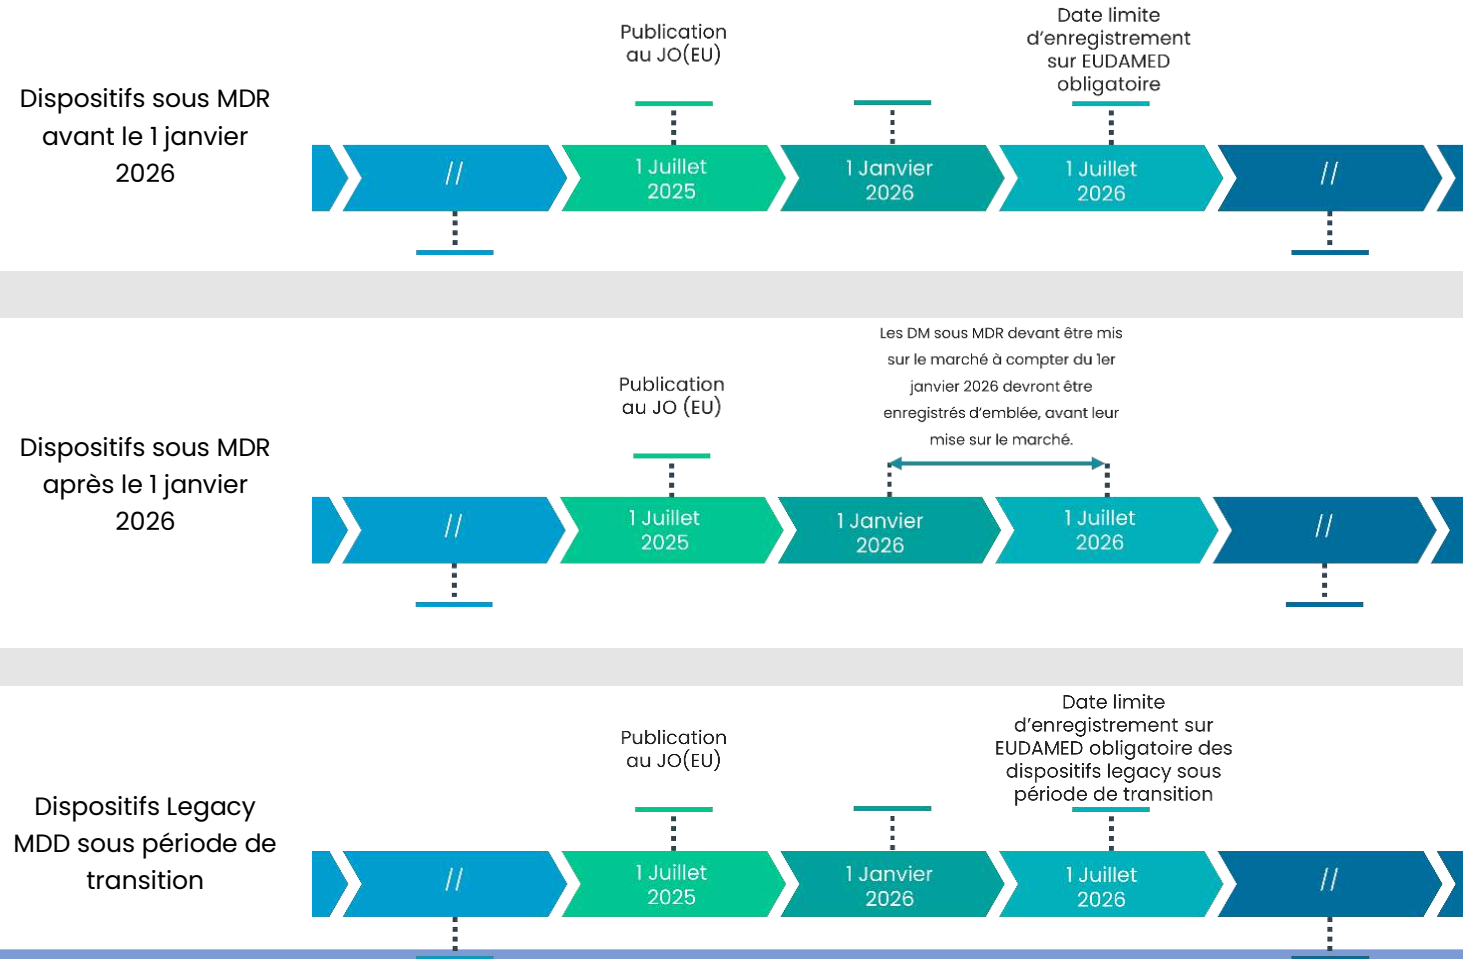 Dispositifs sous MDR
avant le 1 janvier
2026
Publication
au JO(EU)
Date limite
d'enregistrement
sur EUDAMED
obligatoire
//
1 Juillet
2025
1 Janvier
2026
1 Juillet
2026
//
Dispositifs sous MDR
après le 1 janvier
2026
Publication
au JO (EU)
Les DM sous MDR devant être mis
sur le marché à compter du 1er
janvier 2026 devront être
enregistrés d'emblée, avant leur
mise sur le marché.
//
1 Juillet
2025
1 Janvier
2026
1 Juillet
2026
//
Dispositifs Legacy
MDD sous période de
transition
Publication
au JO(EU)
Date limite
d'enregistrement sur
EUDAMED obligatoire des
dispositifs legacy sous
période de transition
//
1 Juillet
2025
1 Janvier
2026
1 Juillet
2026
//